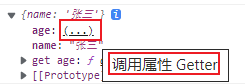 {name: '张三'}
age: (...)
name: "张三"
get age: ƒ
[[Prototype
调用属性 Getter